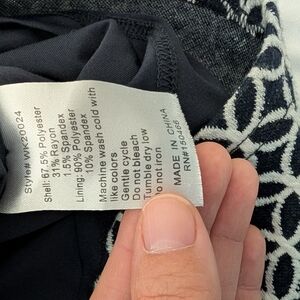 Style# WK20024
Shell: 67.5% Polyester
31% Rayon
1.5% Spandex
Lining: 90% Polyester
10% Spandex
Machine wash cold with
like colors
Gentle cycle
Do not bleach
Tumble dry low
Do not iron
MADE IN CHINA
RN#150466